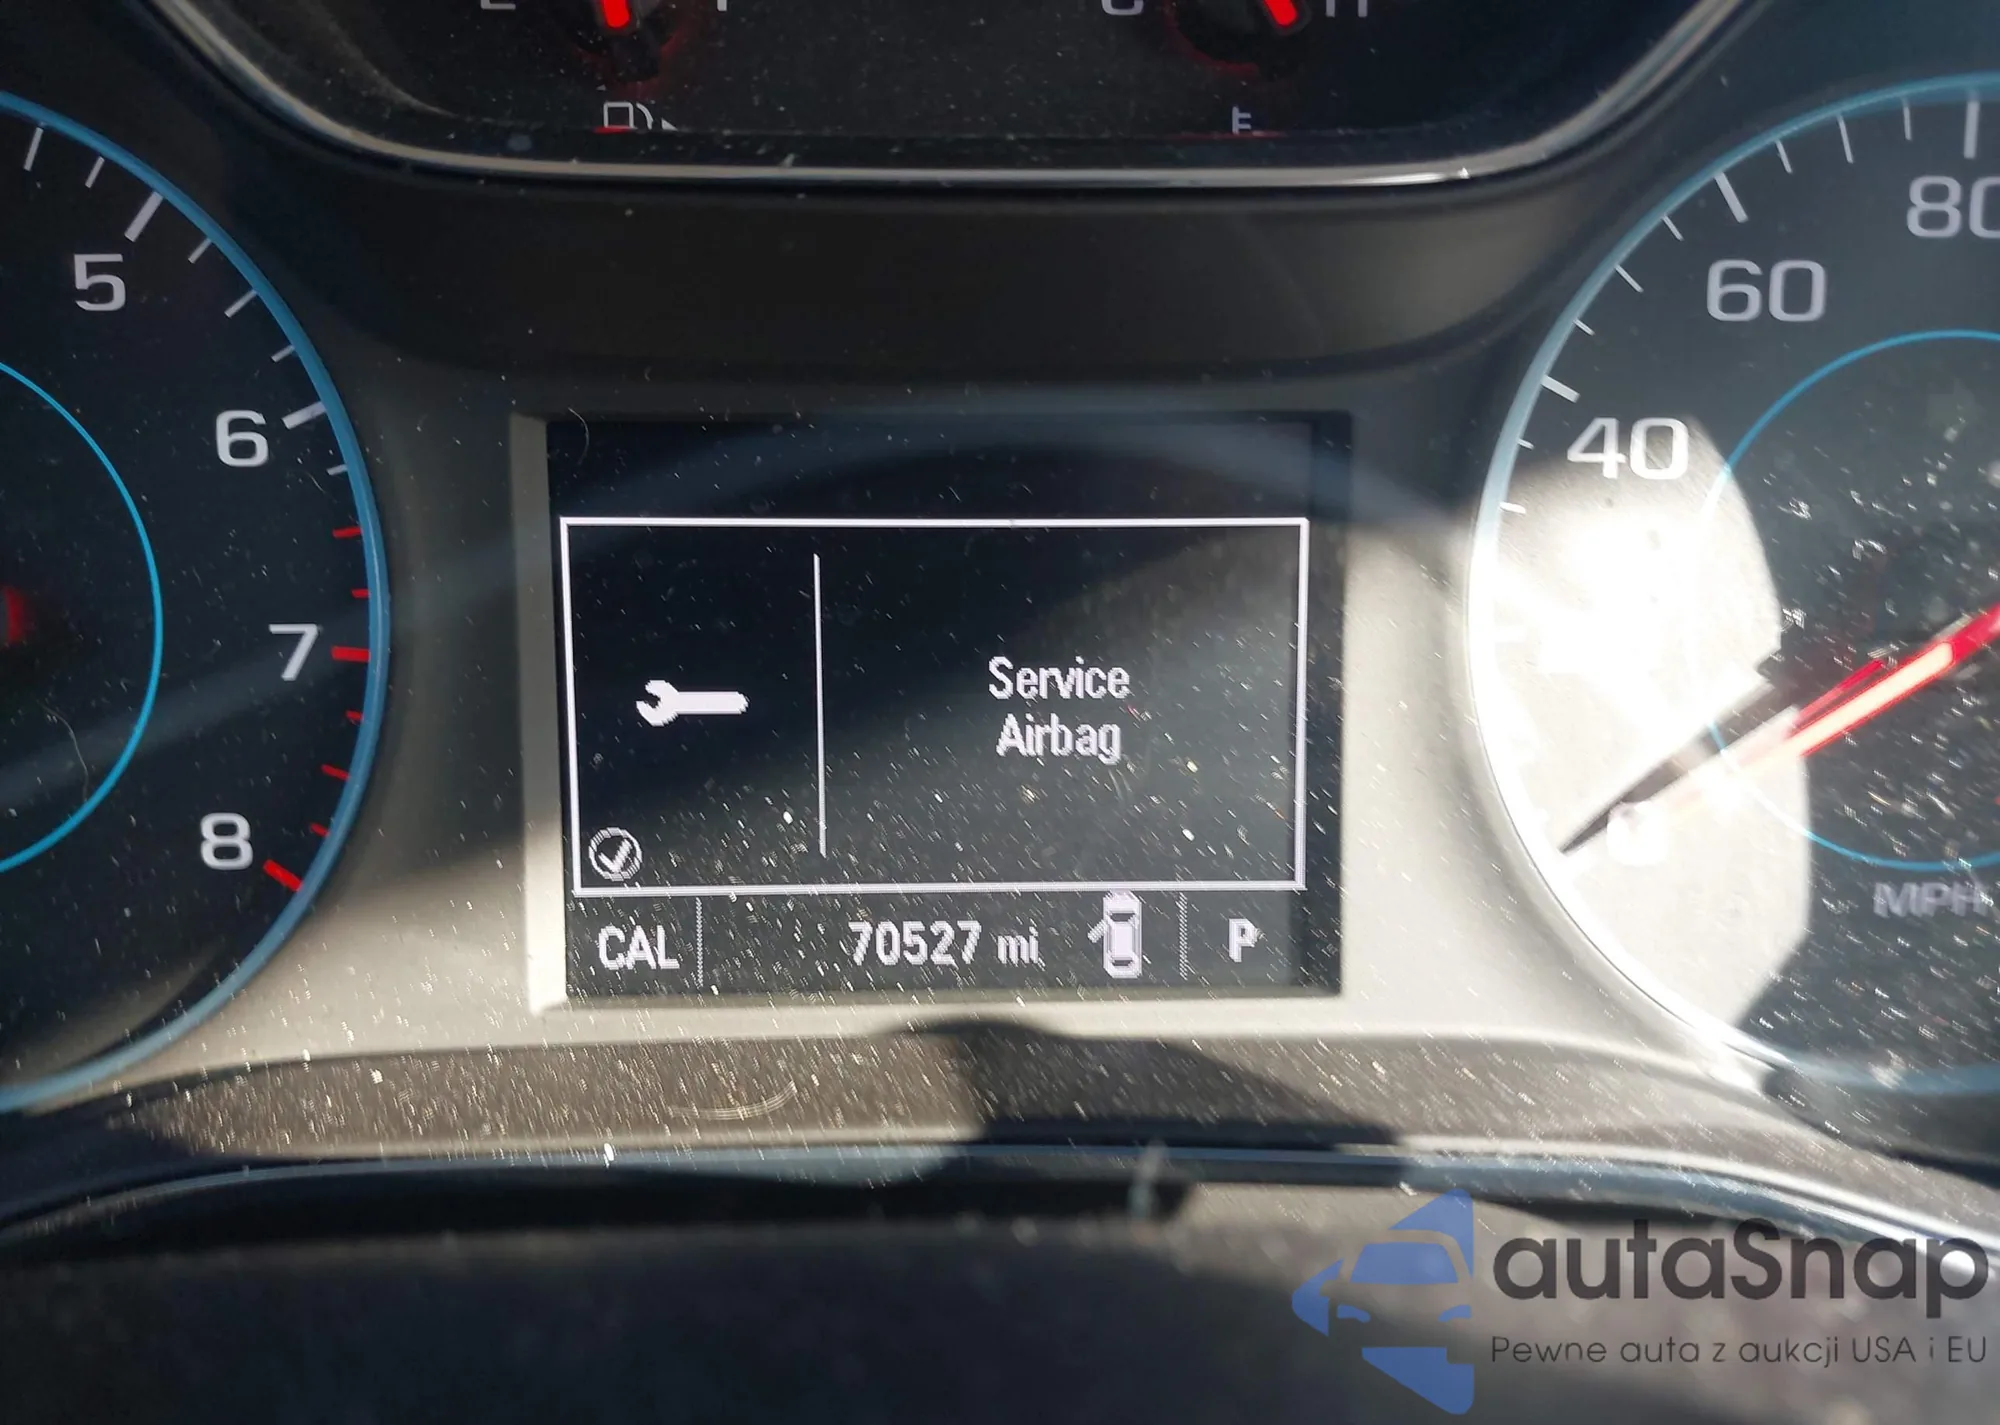 5
6
7
8
80
60
40
MPH
Service
Airbag
CAL 70527 mi P
autaSnap
Pewne auta z aukcji USA i EU